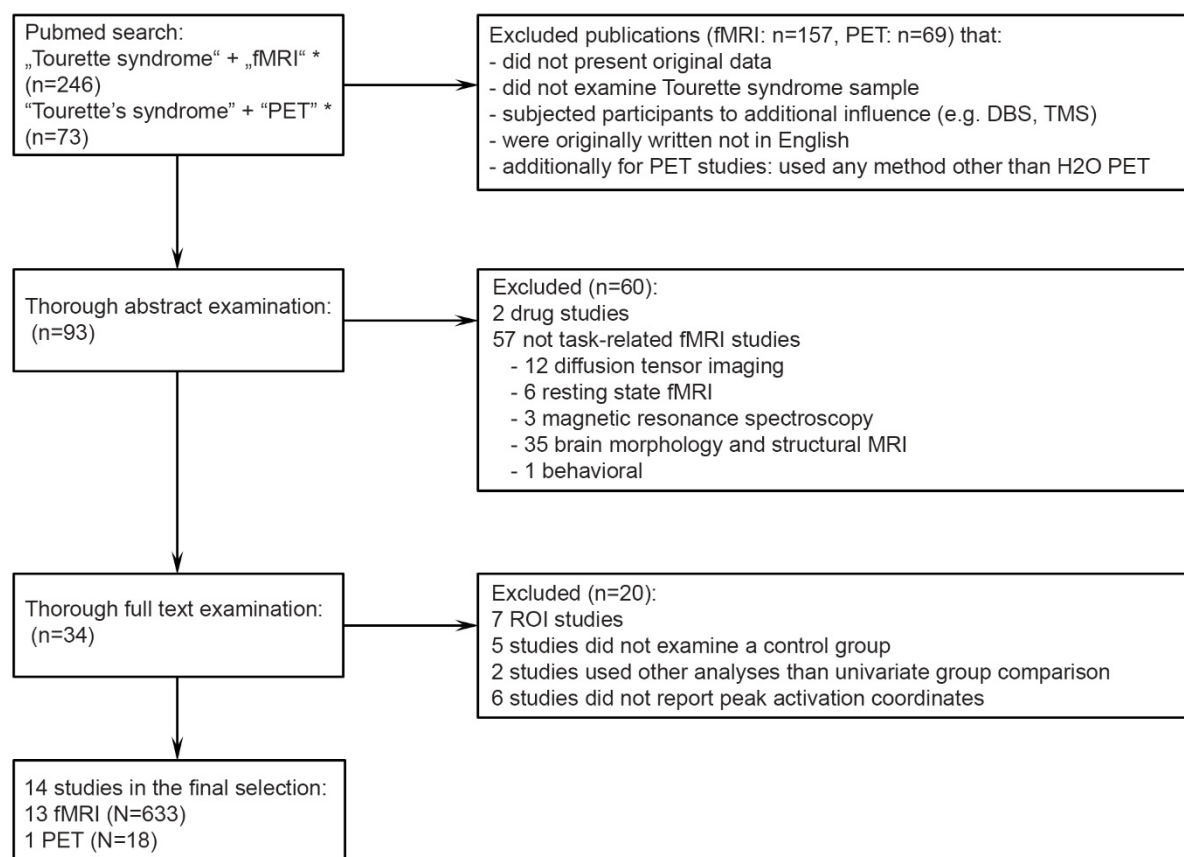 Pubmed search:
„Tourette syndrome“ + „fMRI“ *
(n=246)
“Tourette’s syndrome” + “PET” *
(n=73)
Excluded publications (fMRI: n=157, PET: n=69) that:
- did not present original data
- did not examine Tourette syndrome sample
- subjected participants to additional influence (e.g. DBS, TMS)
- were originally written not in English
- additionally for PET studies: used any method other than H2O PET
Thorough abstract examination:
(n=93)
Excluded (n=60):
2 drug studies
57 not task-related fMRI studies
- 12 diffusion tensor imaging
- 6 resting state fMRI
- 3 magnetic resonance spectroscopy
- 35 brain morphology and structural MRI
- 1 behavioral
Thorough full text examination:
(n=34)
Excluded (n=20):
7 ROI studies
5 studies did not examine a control group
2 studies used other analyses than univariate group comparison
6 studies did not report peak activation coordinates
14 studies in the final selection:
13 fMRI (N=633)
1 PET (N=18)